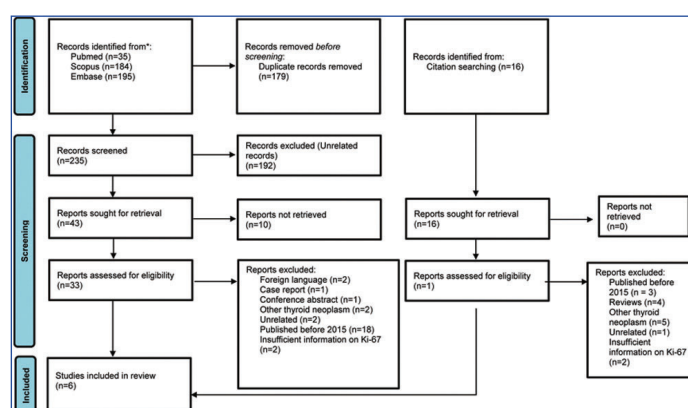 Identification
Records identified from*:
Pubmed (n=35)
Scopus (n=184)
Embase (n=195)
Records removed before
screening:
Duplicate records removed
(n=179)
Records identified from:
Citation searching (n=16)
Screening
Records screened
(n=235)
Records excluded (Unrelated
records)
(n=192)
Reports sought for retrieval
(n=43)
Reports not retrieved
(n=10)
Reports sought for retrieval
(n=16)
Reports not
retrieved
(n=0)
Reports assessed for eligibility
(n=33)
Reports excluded:
Foreign language (n=2)
Case report (n=1)
Conference abstract (n=1)
Other thyroid neoplasm (n=2)
Unrelated (n=2)
Published before 2015 (n=18)
Insufficient information on Ki-67
(n=2)
Reports assessed for eligibility
(n=1)
Reports excluded:
Published before
2015 (n = 3)
Reviews (n=4)
Other thyroid
neoplasm (n=5)
Unrelated (n=1)
Insufficient
information on Ki-67
(n=2)
Included
Studies included in review
(n=6)